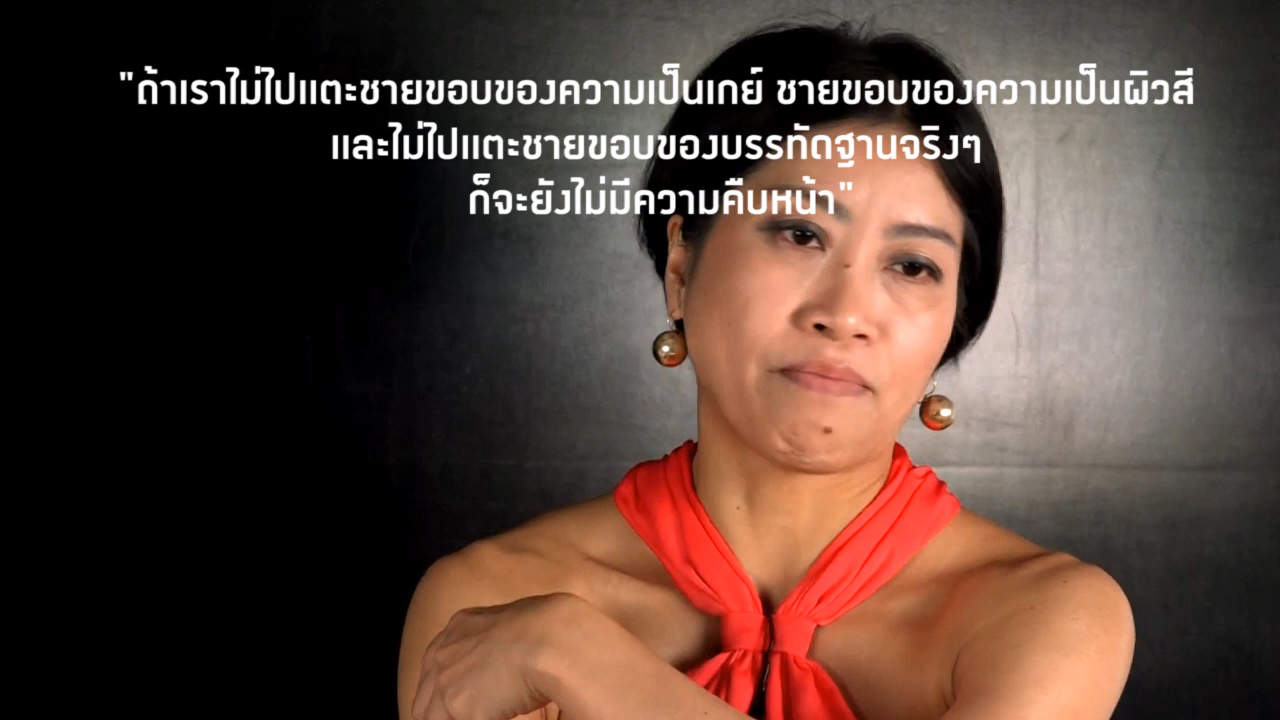 "ถ้าเราไม่ไปแตะชายขอบของความเป็นเกย์ ชายขอบของความเป็นผิวสี
และไม่ไปแตะชายขอบของบรรทัดฐานจริงๆ
ก็จะยังไม่มีความคืบหน้า"